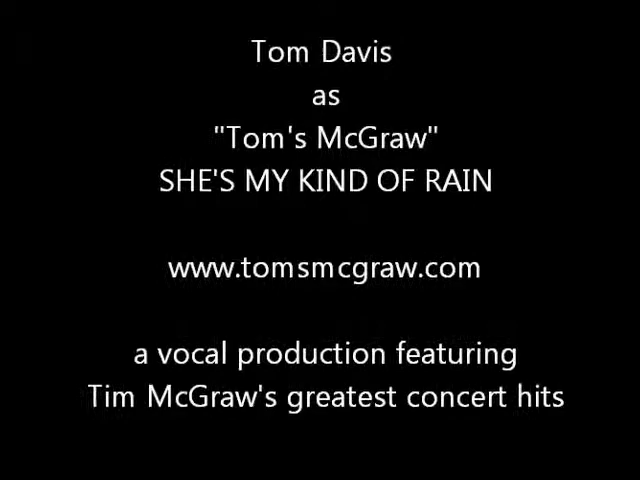 Tom Davis
as
"Tom's McGraw"
SHE'S MY KIND OF RAIN
www.tomsmcgraw.com
a vocal production featuring
Tim McGraw's greatest concert hits